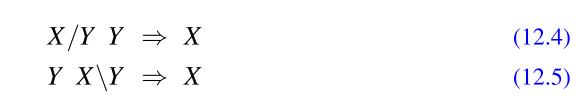 X/Y Y ⇒ X (12.4)
Y X\Y ⇒ X (12.5)